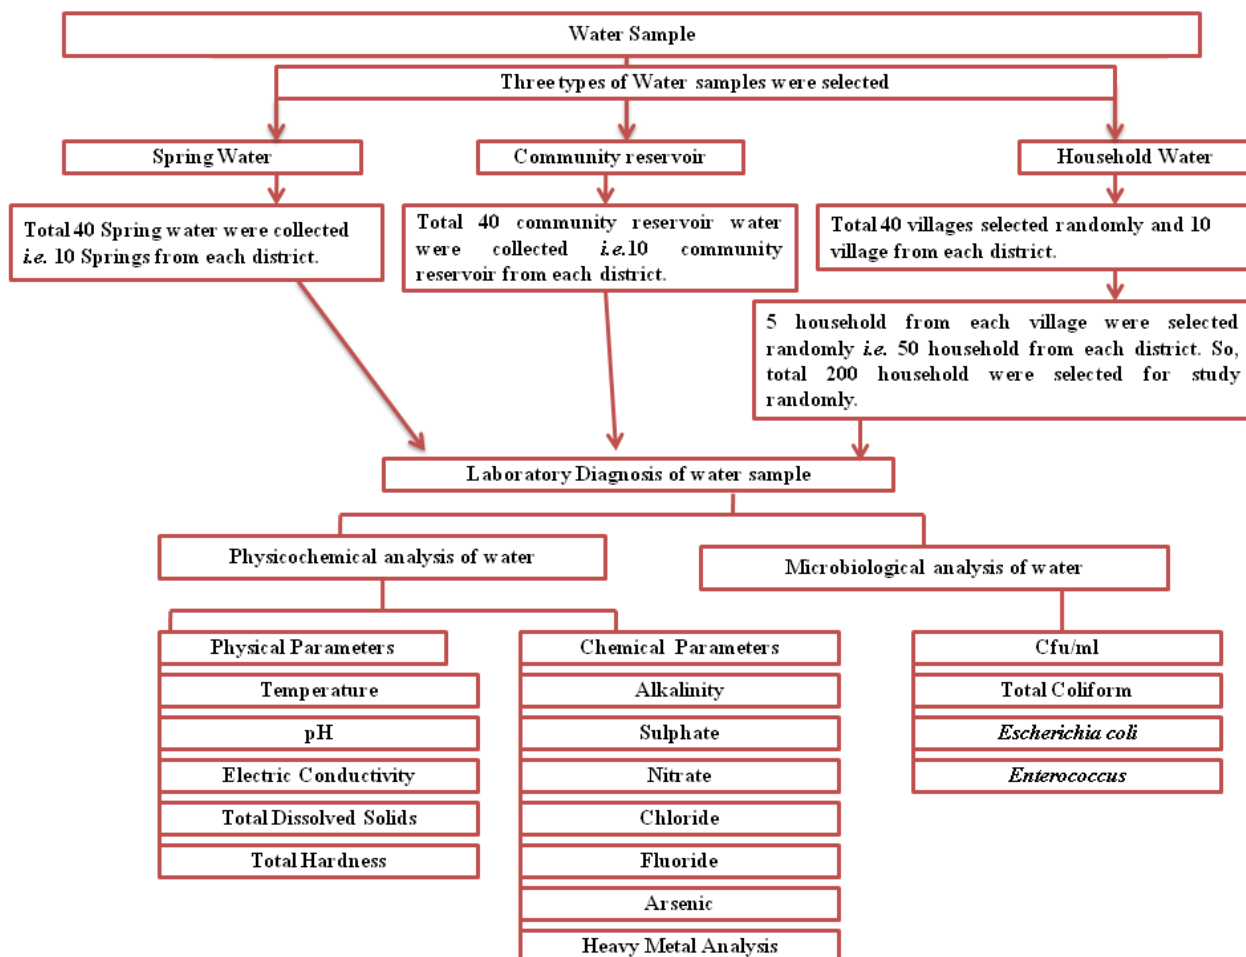 Water Sample
Three types of Water samples were selected
Spring Water
Community reservoir
Household Water
Total 40 Spring water were collected
i.e. 10 Springs from each district.
Total 40 community reservoir water
were collected i.e.10 community
reservoir from each district.
Total 40 villages selected randomly and 10
village from each district.
5 household from each village were selected
randomly i.e. 50 household from each district. So,
total 200 household were selected for study
randomly.
Laboratory Diagnosis of water sample
Physicochemical analysis of water
Microbiological analysis of water
Physical Parameters
Temperature
pH
Electric Conductivity
Total Dissolved Solids
Total Hardness
Chemical Parameters
Alkalinity
Sulphate
Nitrate
Chloride
Fluoride
Arsenic
Heavy Metal Analysis
Cfu/ml
Total Coliform
Escherichia coli
Enterococcus